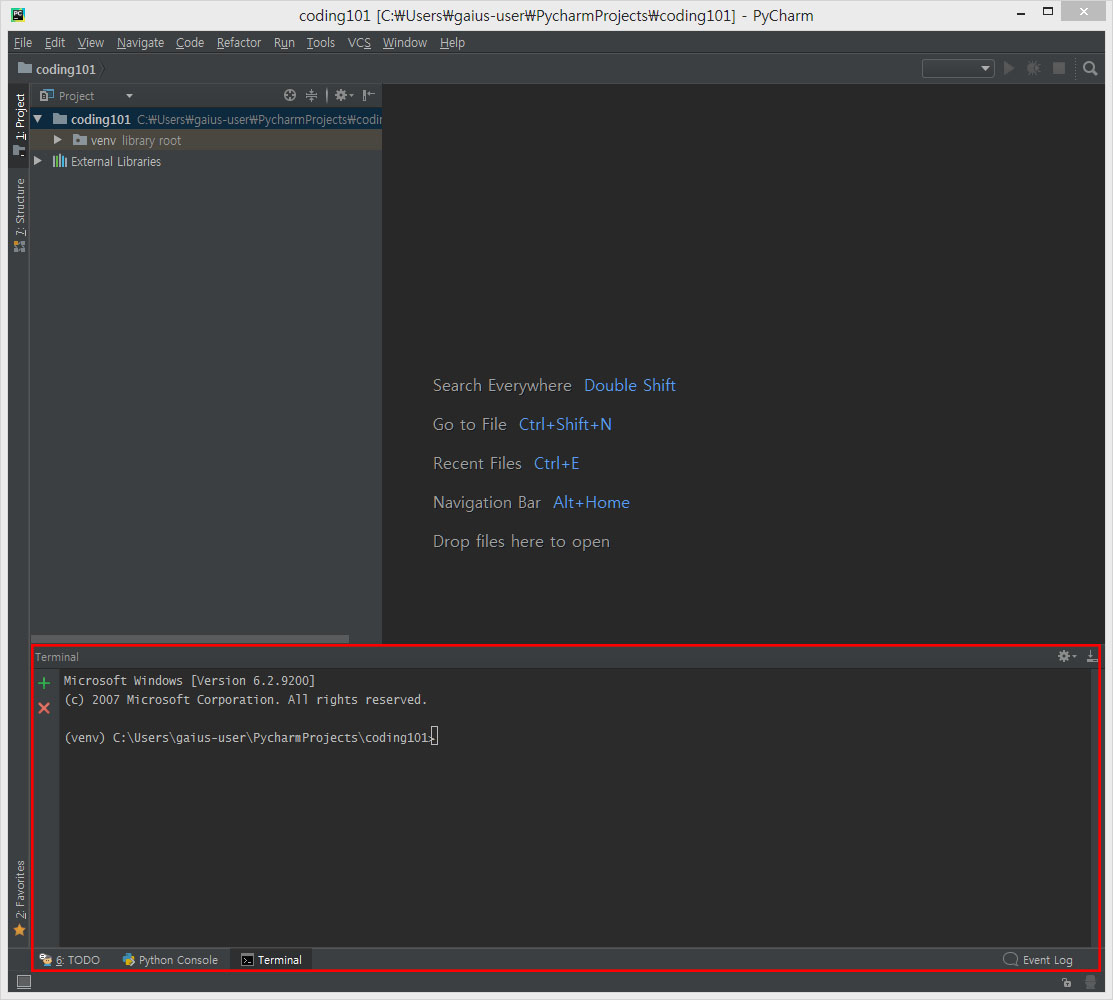 coding101 [C:₩Users₩gaius-user₩PycharmProjects₩coding101] - PyCharm
File Edit View Navigate Code Refactor Run Tools VCS Window Help
coding101
1: Project
7: Structure
2: Favorites
Project
coding101 C:₩Users₩gaius-user₩PycharmProjects₩codin
venv library root
External Libraries
Search Everywhere Double Shift
Go to File Ctrl+Shift+N
Recent Files Ctrl+E
Navigation Bar Alt+Home
Drop files here to open
Terminal
Microsoft Windows [Version 6.2.9200]
(c) 2007 Microsoft Corporation. All rights reserved.
(venv) C:\Users\gaius-user\PycharmProjects\coding101>
6: TODO Python Console Terminal Event Log